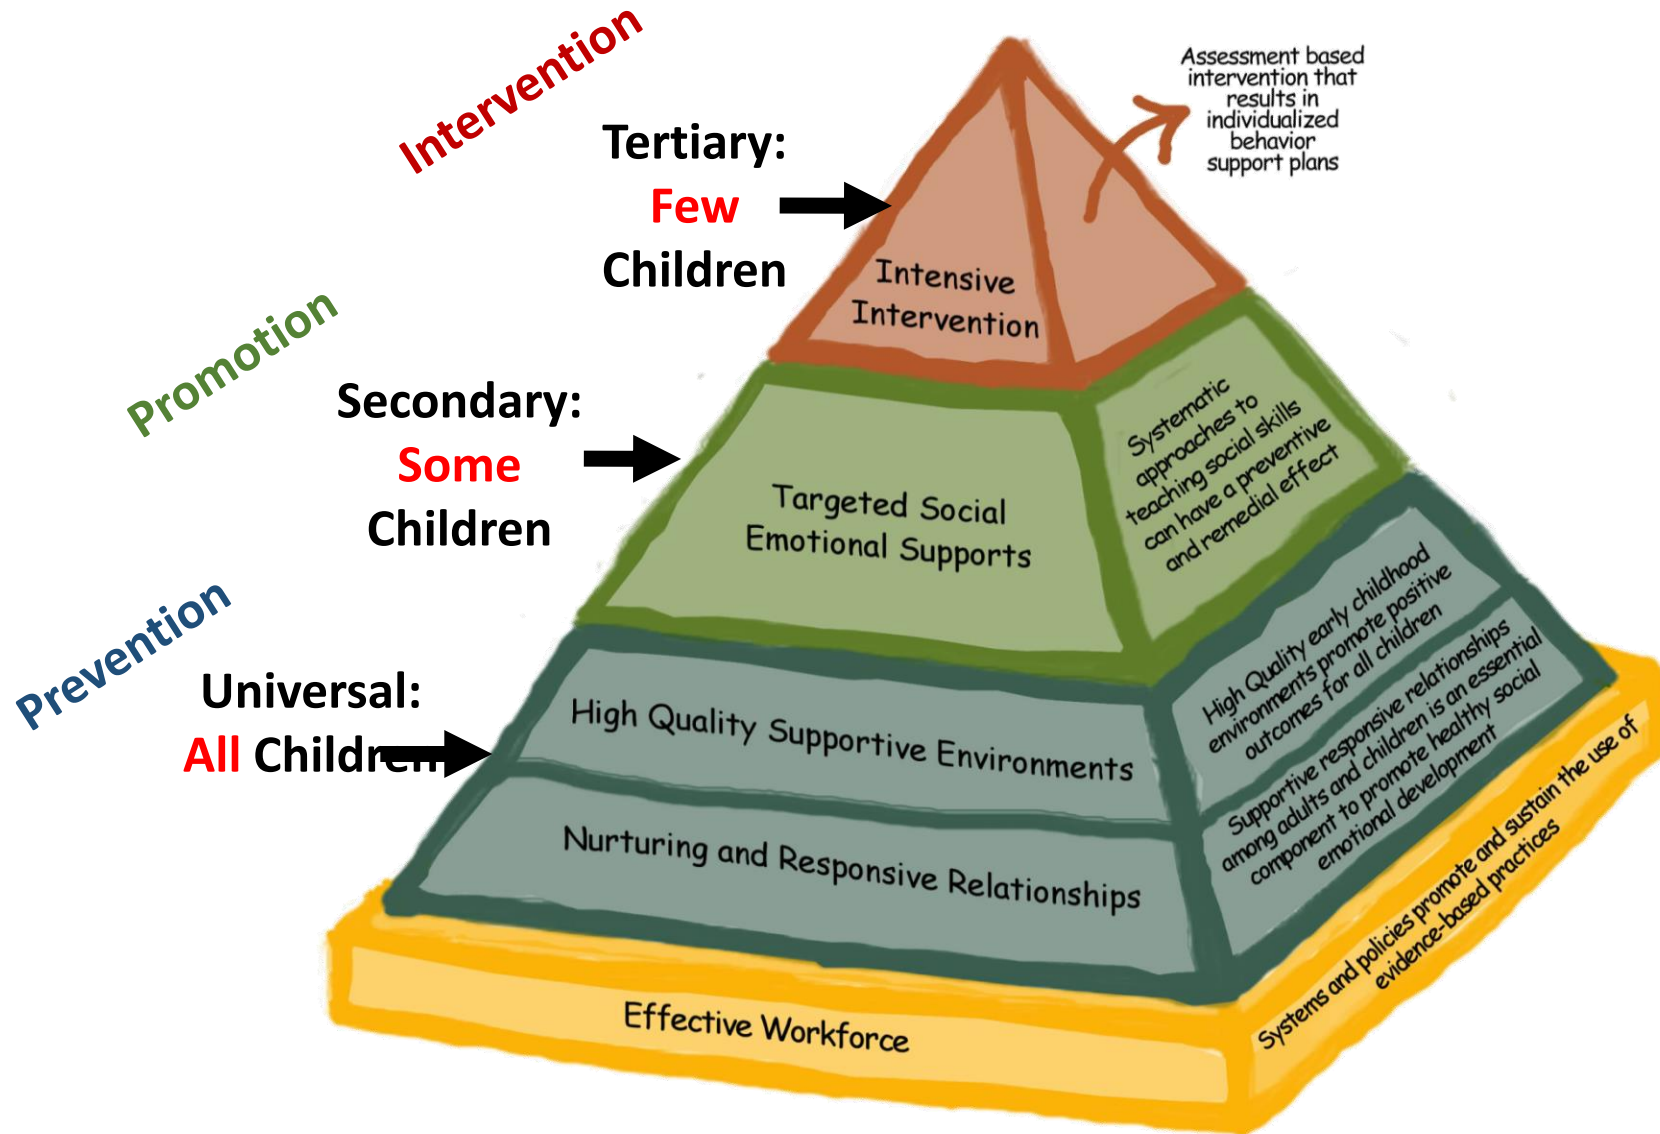 Intervention
Assessment based
intervention that
results in
individualized
behavior
support plans
Tertiary:
Few
Children
Intensive
Intervention
Promotion
Secondary:
Some
Children
Targeted Social
Emotional Supports
Systematic
approaches to
teaching social skills
can have a preventive
and remedial effect
Prevention
Universal:
All Children
High Quality Supportive Environments
High Quality early childhood
environments promote positive
outcomes for all children
Nurturing and Responsive Relationships
Supportive responsive relationships
among adults and children is an essential
component to promote healthy social
emotional development
Effective Workforce
Systems and policies promote and sustain the use of
evidence-based practices